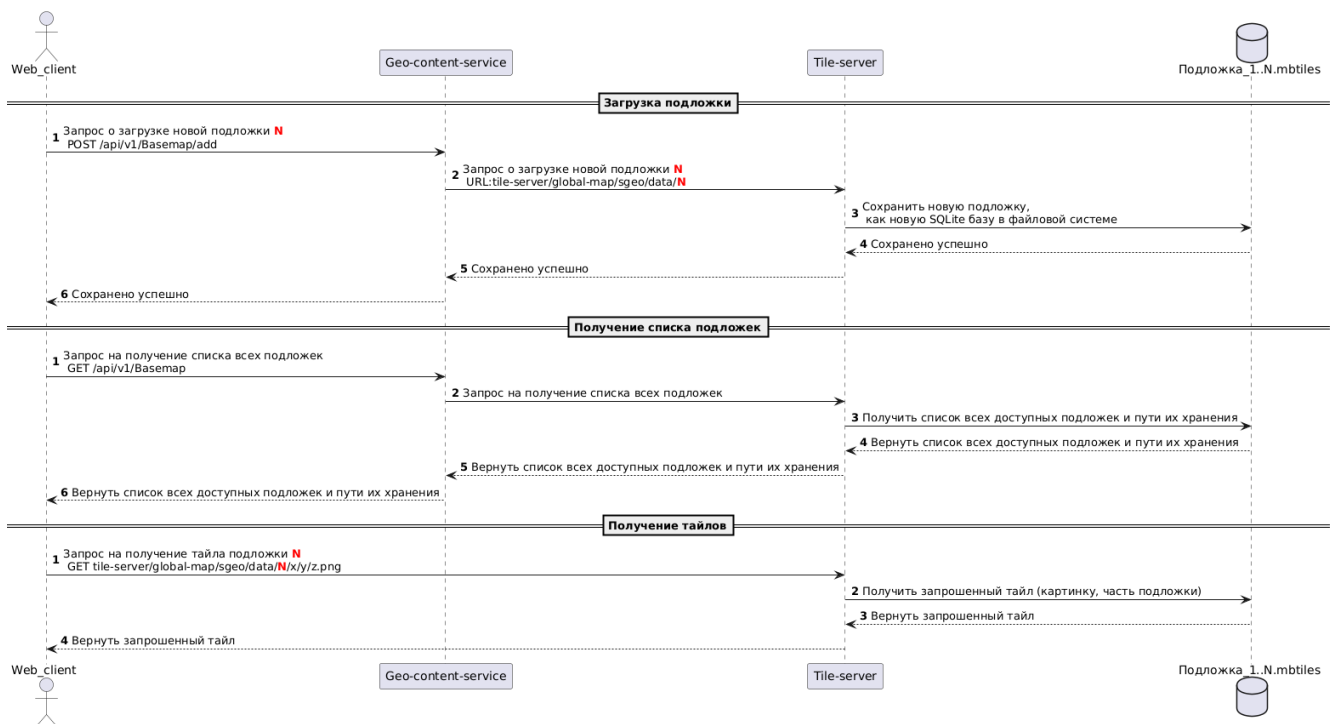 Web_client
Geo-content-service
Tile-server
Подложка_1..N.mbtiles
Загрузка подложки
1 Запрос о загрузке новой подложки N
POST /api/v1/Basemap/add
2 Запрос о загрузке новой подложки N
URL:tile-server/global-map/sgeo/data/N
3 Сохранить новую подложку,
как новую SQLite базу в файловой системе
4 Сохранено успешно
5 Сохранено успешно
6 Сохранено успешно
Получение списка подложек
1 Запрос на получение списка всех подложек
GET /api/v1/Basemap
2 Запрос на получение списка всех подложек
3 Получить список всех доступных подложек и пути их хранения
4 Вернуть список всех доступных подложек и пути их хранения
5 Вернуть список всех доступных подложек и пути их хранения
6 Вернуть список всех доступных подложек и пути их хранения
Получение тайлов
1 Запрос на получение тайла подложки N
GET tile-server/global-map/sgeo/data/N/x/y/z.png
2 Получить запрошенный тайл (картинку, часть подложки)
3 Вернуть запрошенный тайл
4 Вернуть запрошенный тайл
Web_client
Geo-content-service
Tile-server
Подложка_1..N.mbtiles